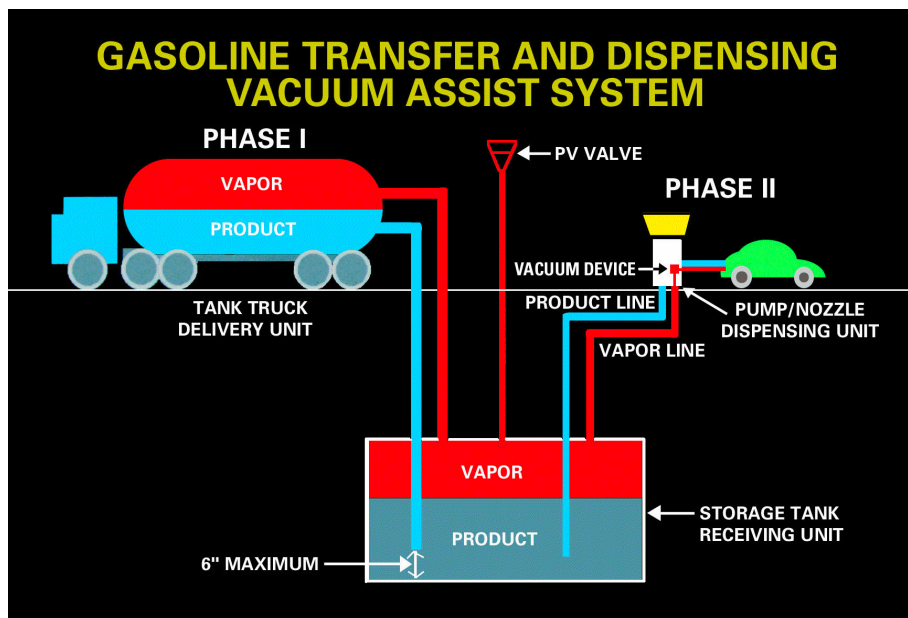 GASOLINE TRANSFER AND DISPENSING
VACUUM ASSIST SYSTEM
PHASE I
PV VALVE
PHASE II
VAPOR
PRODUCT
VACUUM DEVICE
TANK TRUCK
DELIVERY UNIT
PRODUCT LINE
PUMP/NOZZLE
DISPENSING UNIT
VAPOR LINE
VAPOR
PRODUCT
STORAGE TANK
RECEIVING UNIT
6" MAXIMUM